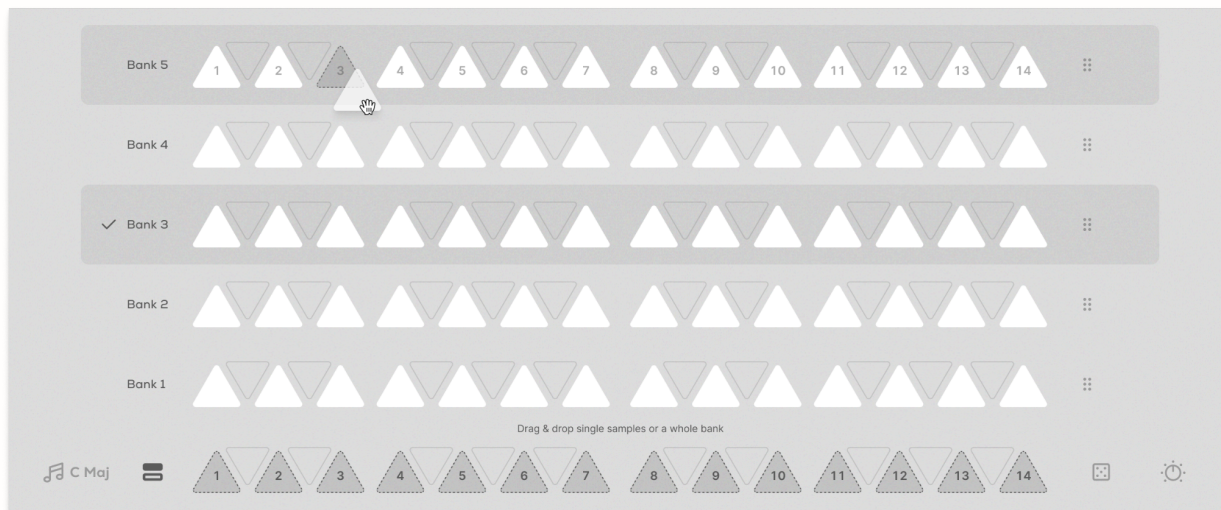 Bank 5 1 2 3 4 5 6 7 8 9 10 11 12 13 14
Bank 4
Bank 3
Bank 2
Bank 1
Drag & drop single samples or a whole bank
C Maj 1 2 3 4 5 6 7 8 9 10 11 12 13 14